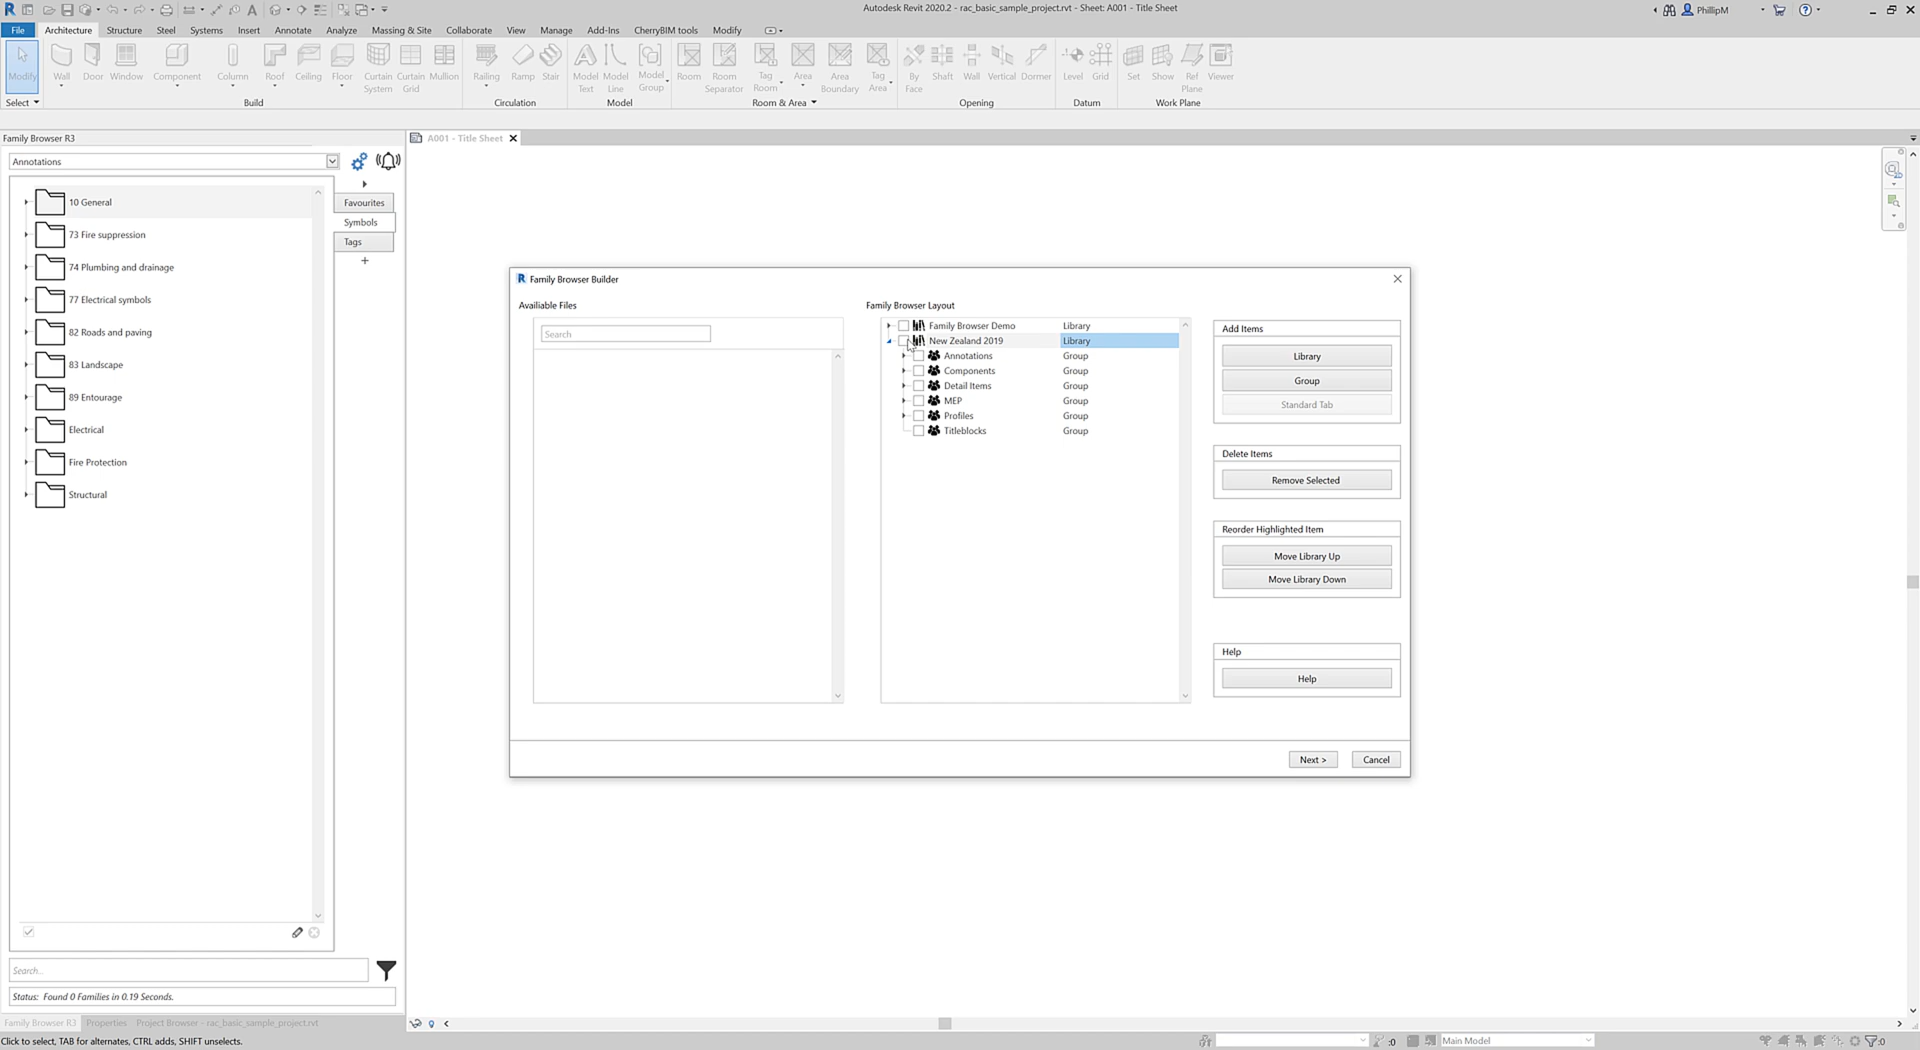 Autodesk Revit 2020.2 - rac_basic_sample_project.rvt - Sheet: A001 - Title Sheet
PhillipM
File Architecture Structure Steel Systems Insert Annotate Analyze Massing & Site Collaborate View Manage Add-Ins CherryBIM tools Modify
Modify Wall Door Window Component Column Roof Ceiling Floor Curtain System Curtain Grid Mullion Railing Ramp Stair Model Text Model Line Model Group Room Room Separator Tag Room Area Area Boundary Tag Area By Face Shaft Wall Vertical Dormer Level Grid Set Show Ref Plane Viewer
Select Build Circulation Model Room & Area Opening Datum Work Plane
Family Browser R3
A001 - Title Sheet
Annotations
10 General
73 Fire suppression
74 Plumbing and drainage
77 Electrical symbols
82 Roads and paving
83 Landscape
89 Entourage
Electrical
Fire Protection
Structural
Favourites
Symbols
Tags
+
Family Browser Builder
Availiable Files
Search
Family Browser Layout
Family Browser Demo Library
New Zealand 2019 Library
Annotations Group
Components Group
Detail Items Group
MEP Group
Profiles Group
Titleblocks Group
Add Items
Library
Group
Standard Tab
Delete Items
Remove Selected
Reorder Highlighted Item
Move Library Up
Move Library Down
Help
Help
Next >
Cancel
Search...
Status: Found 0 Families in 0.19 Seconds.
Family Browser R3 Properties Project Browser - rac_basic_sample_project.rvt
Click to select, TAB for alternates, CTRL adds, SHIFT unselects.
:0
Main Model
:0